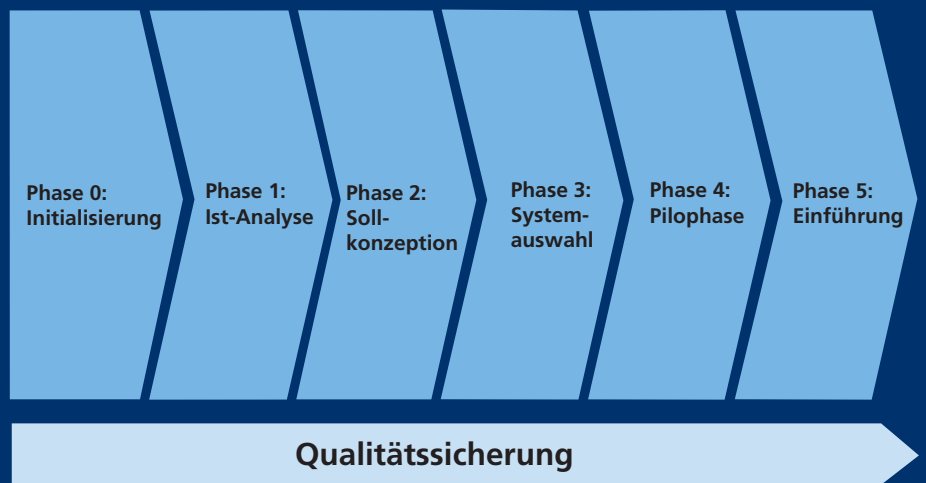 Phase 0:
Initialisierung
Phase 1:
Ist-Analyse
Phase 2:
Soll-
konzeption
Phase 3:
System-
auswahl
Phase 4:
Pilophase
Phase 5:
Einführung
Qualitätssicherung